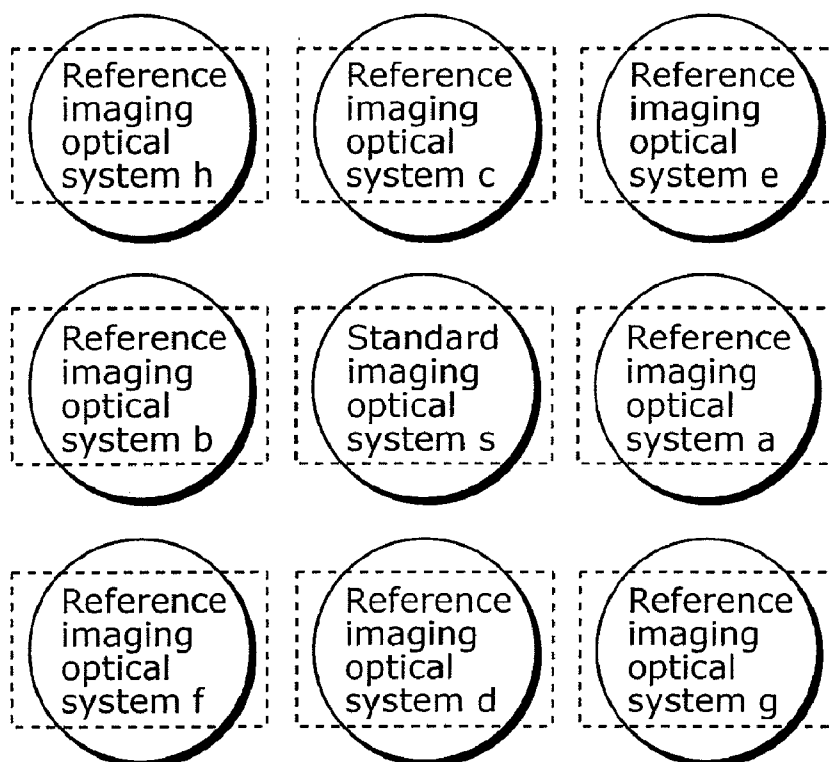 Reference
imaging
optical
system h
Reference
imaging
optical
system c
Reference
imaging
optical
system e
Reference
imaging
optical
system b
Standard
imaging
optical
system s
Reference
imaging
optical
system a
Reference
imaging
optical
system f
Reference
imaging
optical
system d
Reference
imaging
optical
system g